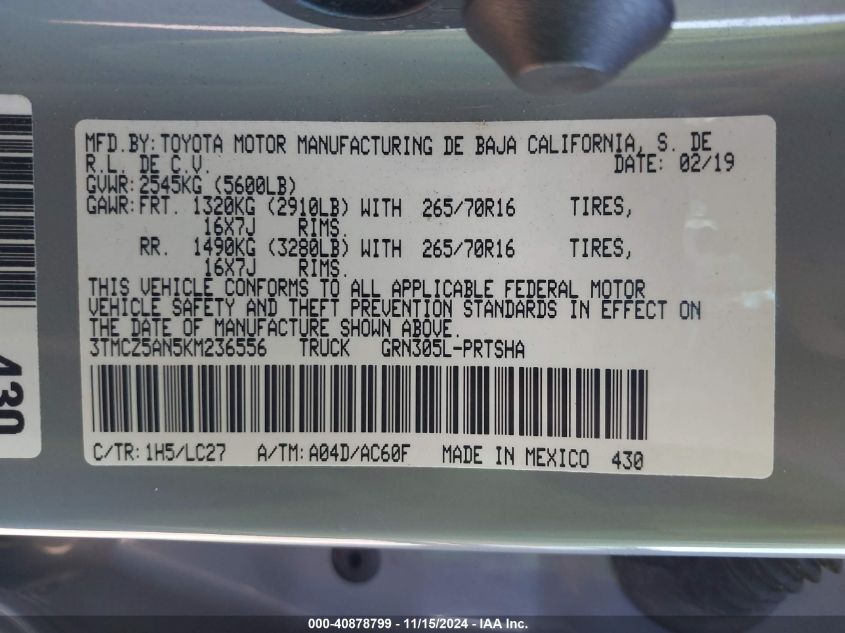 MFD.BY:TOYOTA MOTOR MANUFACTURING DE BAJA CALIFORNIA, S. DE
R.L. DE C.V. DATE: 02/19
GVWR:2545KG (5600LB)
GAWR:FRT. 1320KG (2910LB) WITH 265/70R16 TIRES,
16X7J RIMS.
RR. 1490KG (3280LB) WITH 265/70R16 TIRES,
16X7J RIMS.
THIS VEHICLE CONFORMS TO ALL APPLICABLE FEDERAL MOTOR
VEHICLE SAFETY AND THEFT PREVENTION STANDARDS IN EFFECT ON
THE DATE OF MANUFACTURE SHOWN ABOVE.
3TMCZ5AN5KM236556 TRUCK GRN305L-PRTSHA
C/TR:1H5/LC27 A/TM:A04D/AC60F MADE IN MEXICO 430
430
000-40878799 - 11/15/2024 - IAA Inc.